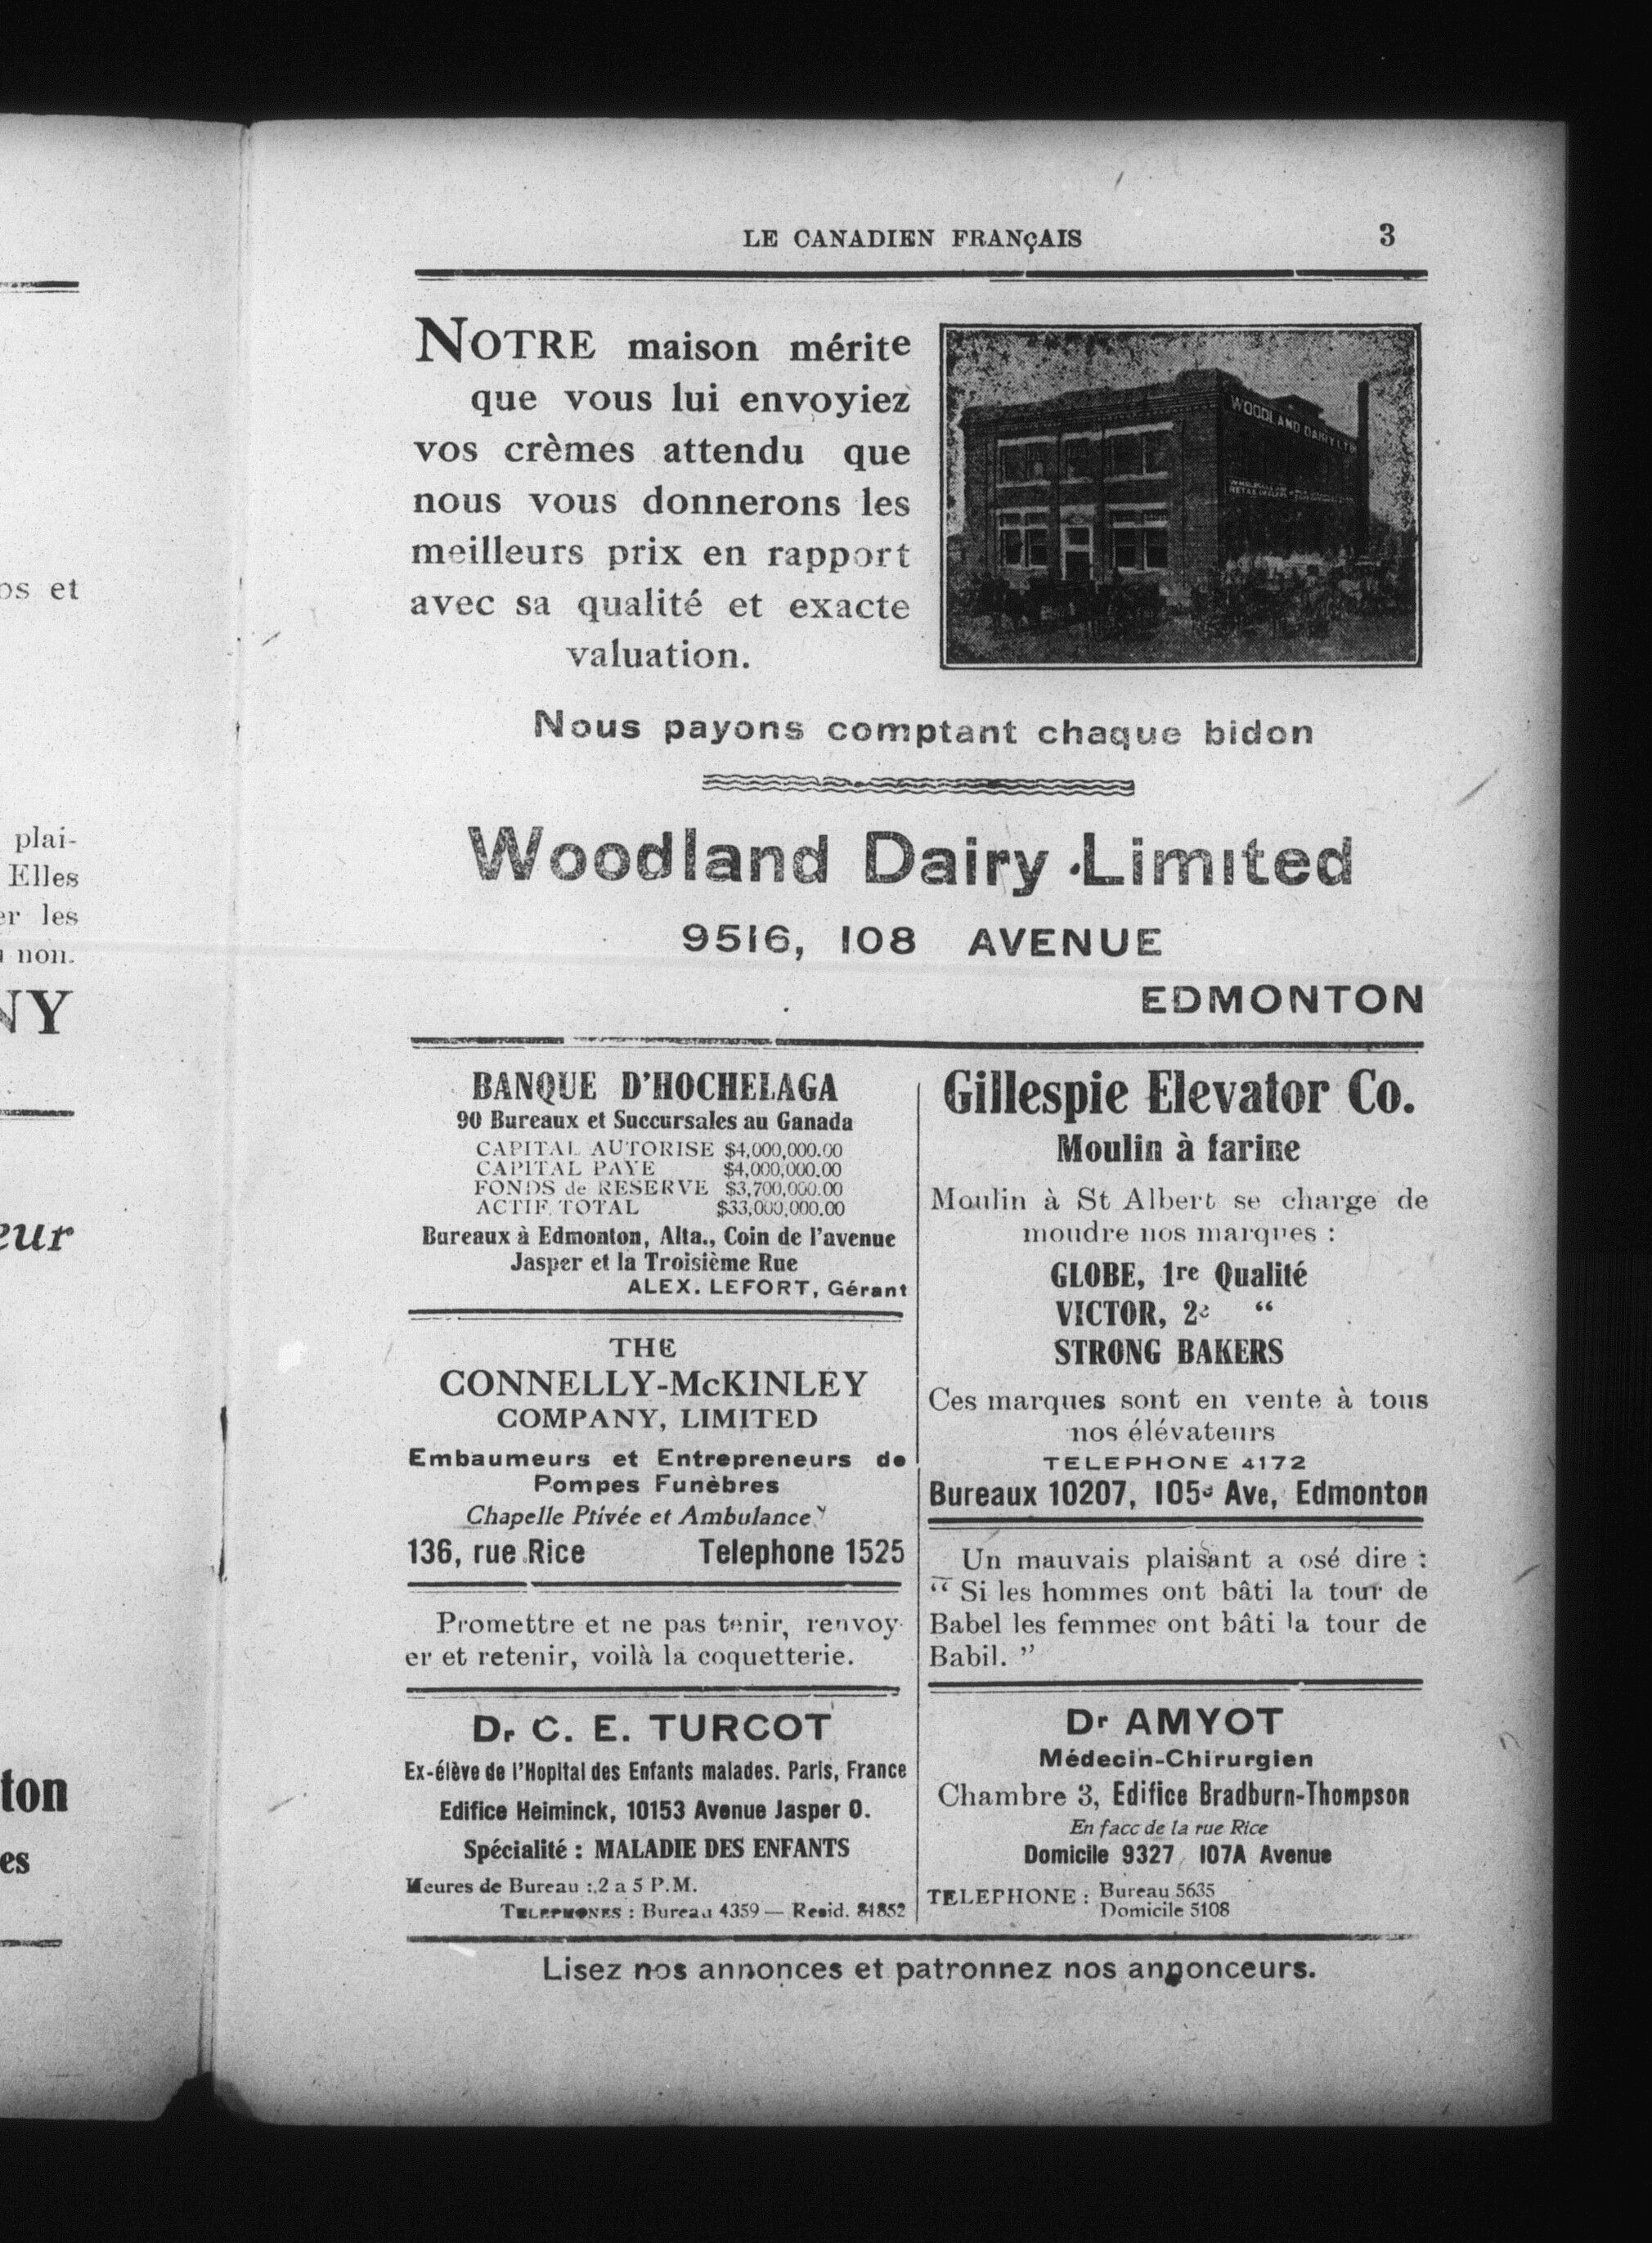 LE CANADIEN FRANçAIS 3
NOTRE maison mérite
que vous lui envoyiez
vos crèmes attendu que
nous vous donnerons les
meilleurs prix en rapport
avec sa qualité et exacte
valuation.
WOODLAND DAIRY LTD
Nous payons comptant chaque bidon
Woodland Dairy Limited
9516, 108 AVENUE
EDMONTON
BANQUE D'HOCHELAGA
90 Bureaux et Succursales au Ganada
CAPITAL AUTORISE $4,000,000.00
CAPITAL PAYE $4,000,000.00
FONDS de RESERVE $3,700,000.00
ACTIF TOTAL $33,000,000.00
Bureaux à Edmonton, Alta., Coin de l'avenue
Jasper et la Troisième Rue
ALEX. LEFORT, Gérant
THE
CONNELLY-McKINLEY
COMPANY, LIMITED
Embaumeurs et Entrepreneurs de
Pompes Funèbres
Chapelle Ptivée et Ambulance
136, rue Rice Telephone 1525
Promettre et ne pas tenir, renvoy-
er et retenir, voilà la coquetterie.
Dr C. E. TURCOT
Ex-élève de l'Hopital des Enfants malades. Paris, France
Edifice Heiminck, 10153 Avenue Jasper O.
Spécialité : MALADIE DES ENFANTS
Heures de Bureau : 2 a 5 P.M.
TELEPHONES : Bureau 4359 — Resid. 81852
Gillespie Elevator Co.
Moulin à farine
Moulin à St Albert se charge de
moudre nos marques :
GLOBE, 1re Qualité
VICTOR, 2e “
STRONG BAKERS
Ces marques sont en vente à tous
nos élévateurs
TELEPHONE 4172
Bureaux 10207, 105e Ave, Edmonton
Un mauvais plaisant a osé dire :
“ Si les hommes ont bâti la tour de
Babel les femmes ont bâti la tour de
Babil. ”
Dr AMYOT
Médecin-Chirurgien
Chambre 3, Edifice Bradburn-Thompson
En face de la rue Rice
Domicile 9327, 107A Avenue
TELEPHONE : Bureau 5635
Domicile 5108
Lisez nos annonces et patronnez nos annonceurs.
os et
plai-
Elles
er les
non.
NY
eur
ton
es